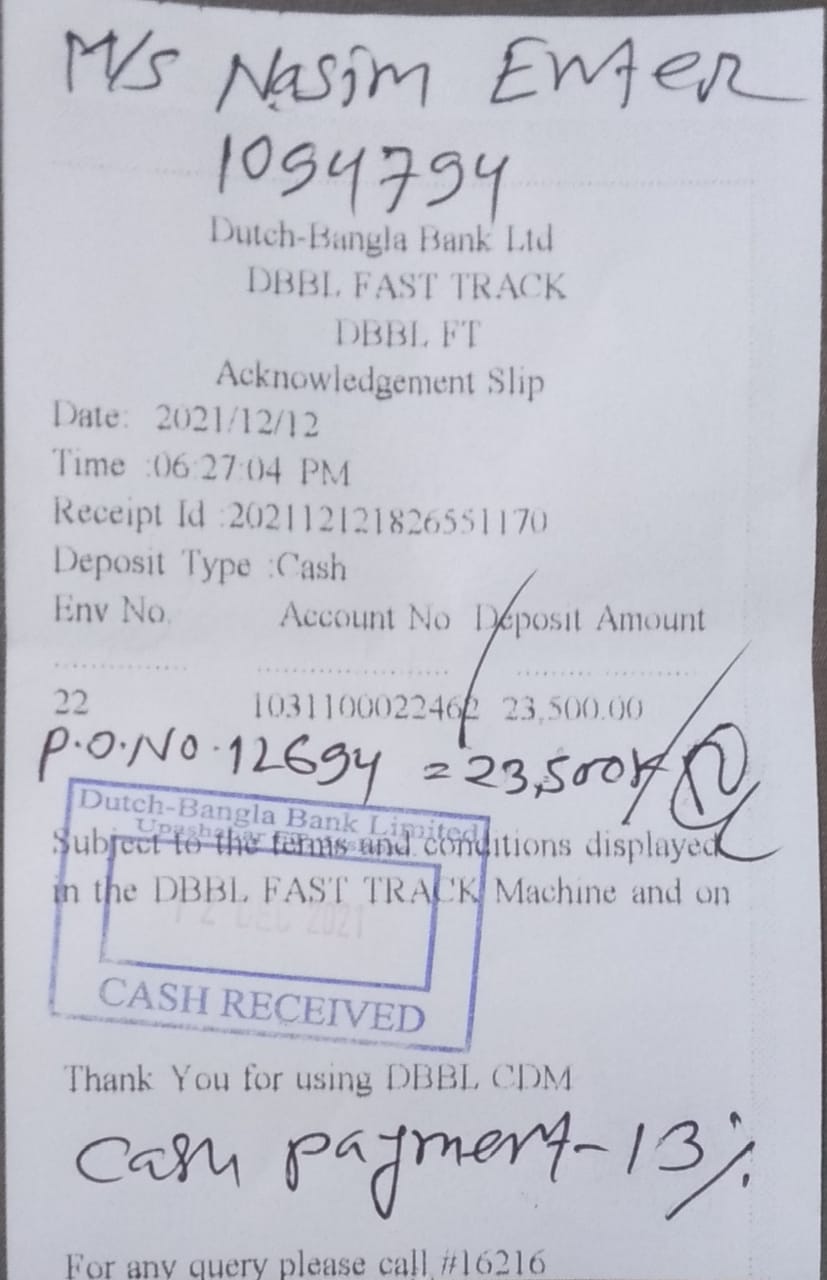 M/s Nasim Enter
1094794
Dutch-Bangla Bank Ltd
DBBL FAST TRACK
DBBL FT
Acknowledgement Slip
Date: 2021/12/12
Time :06:27:04 PM
Receipt Id :202112121826551170
Deposit Type :Cash
Env No. Account No Deposit Amount
22 1031100022462 23,500.00
P.O.NO.12694 =23,500/
Dutch-Bangla Bank Limited
Subject to the terms and conditions displayed
in the DBBL FAST TRACK Machine and on
12 DEC 2021
CASH RECEIVED
Thank You for using DBBL CDM
Cash payment-13%
For any query please call #16216